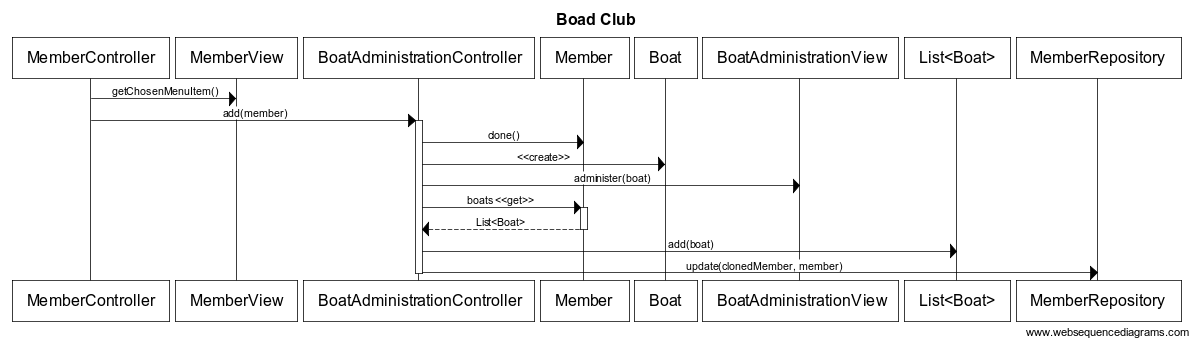 Boad Club
MemberController MemberView BoatAdministrationController Member Boat BoatAdministrationView List<Boat> MemberRepository
getChosenMenuItem()
add(member)
clone()
<<create>>
administer(boat)
boats <<get>>
List<Boat>
add(boat)
update(clonedMember, member)
MemberController MemberView BoatAdministrationController Member Boat BoatAdministrationView List<Boat> MemberRepository
www.websequencediagrams.com